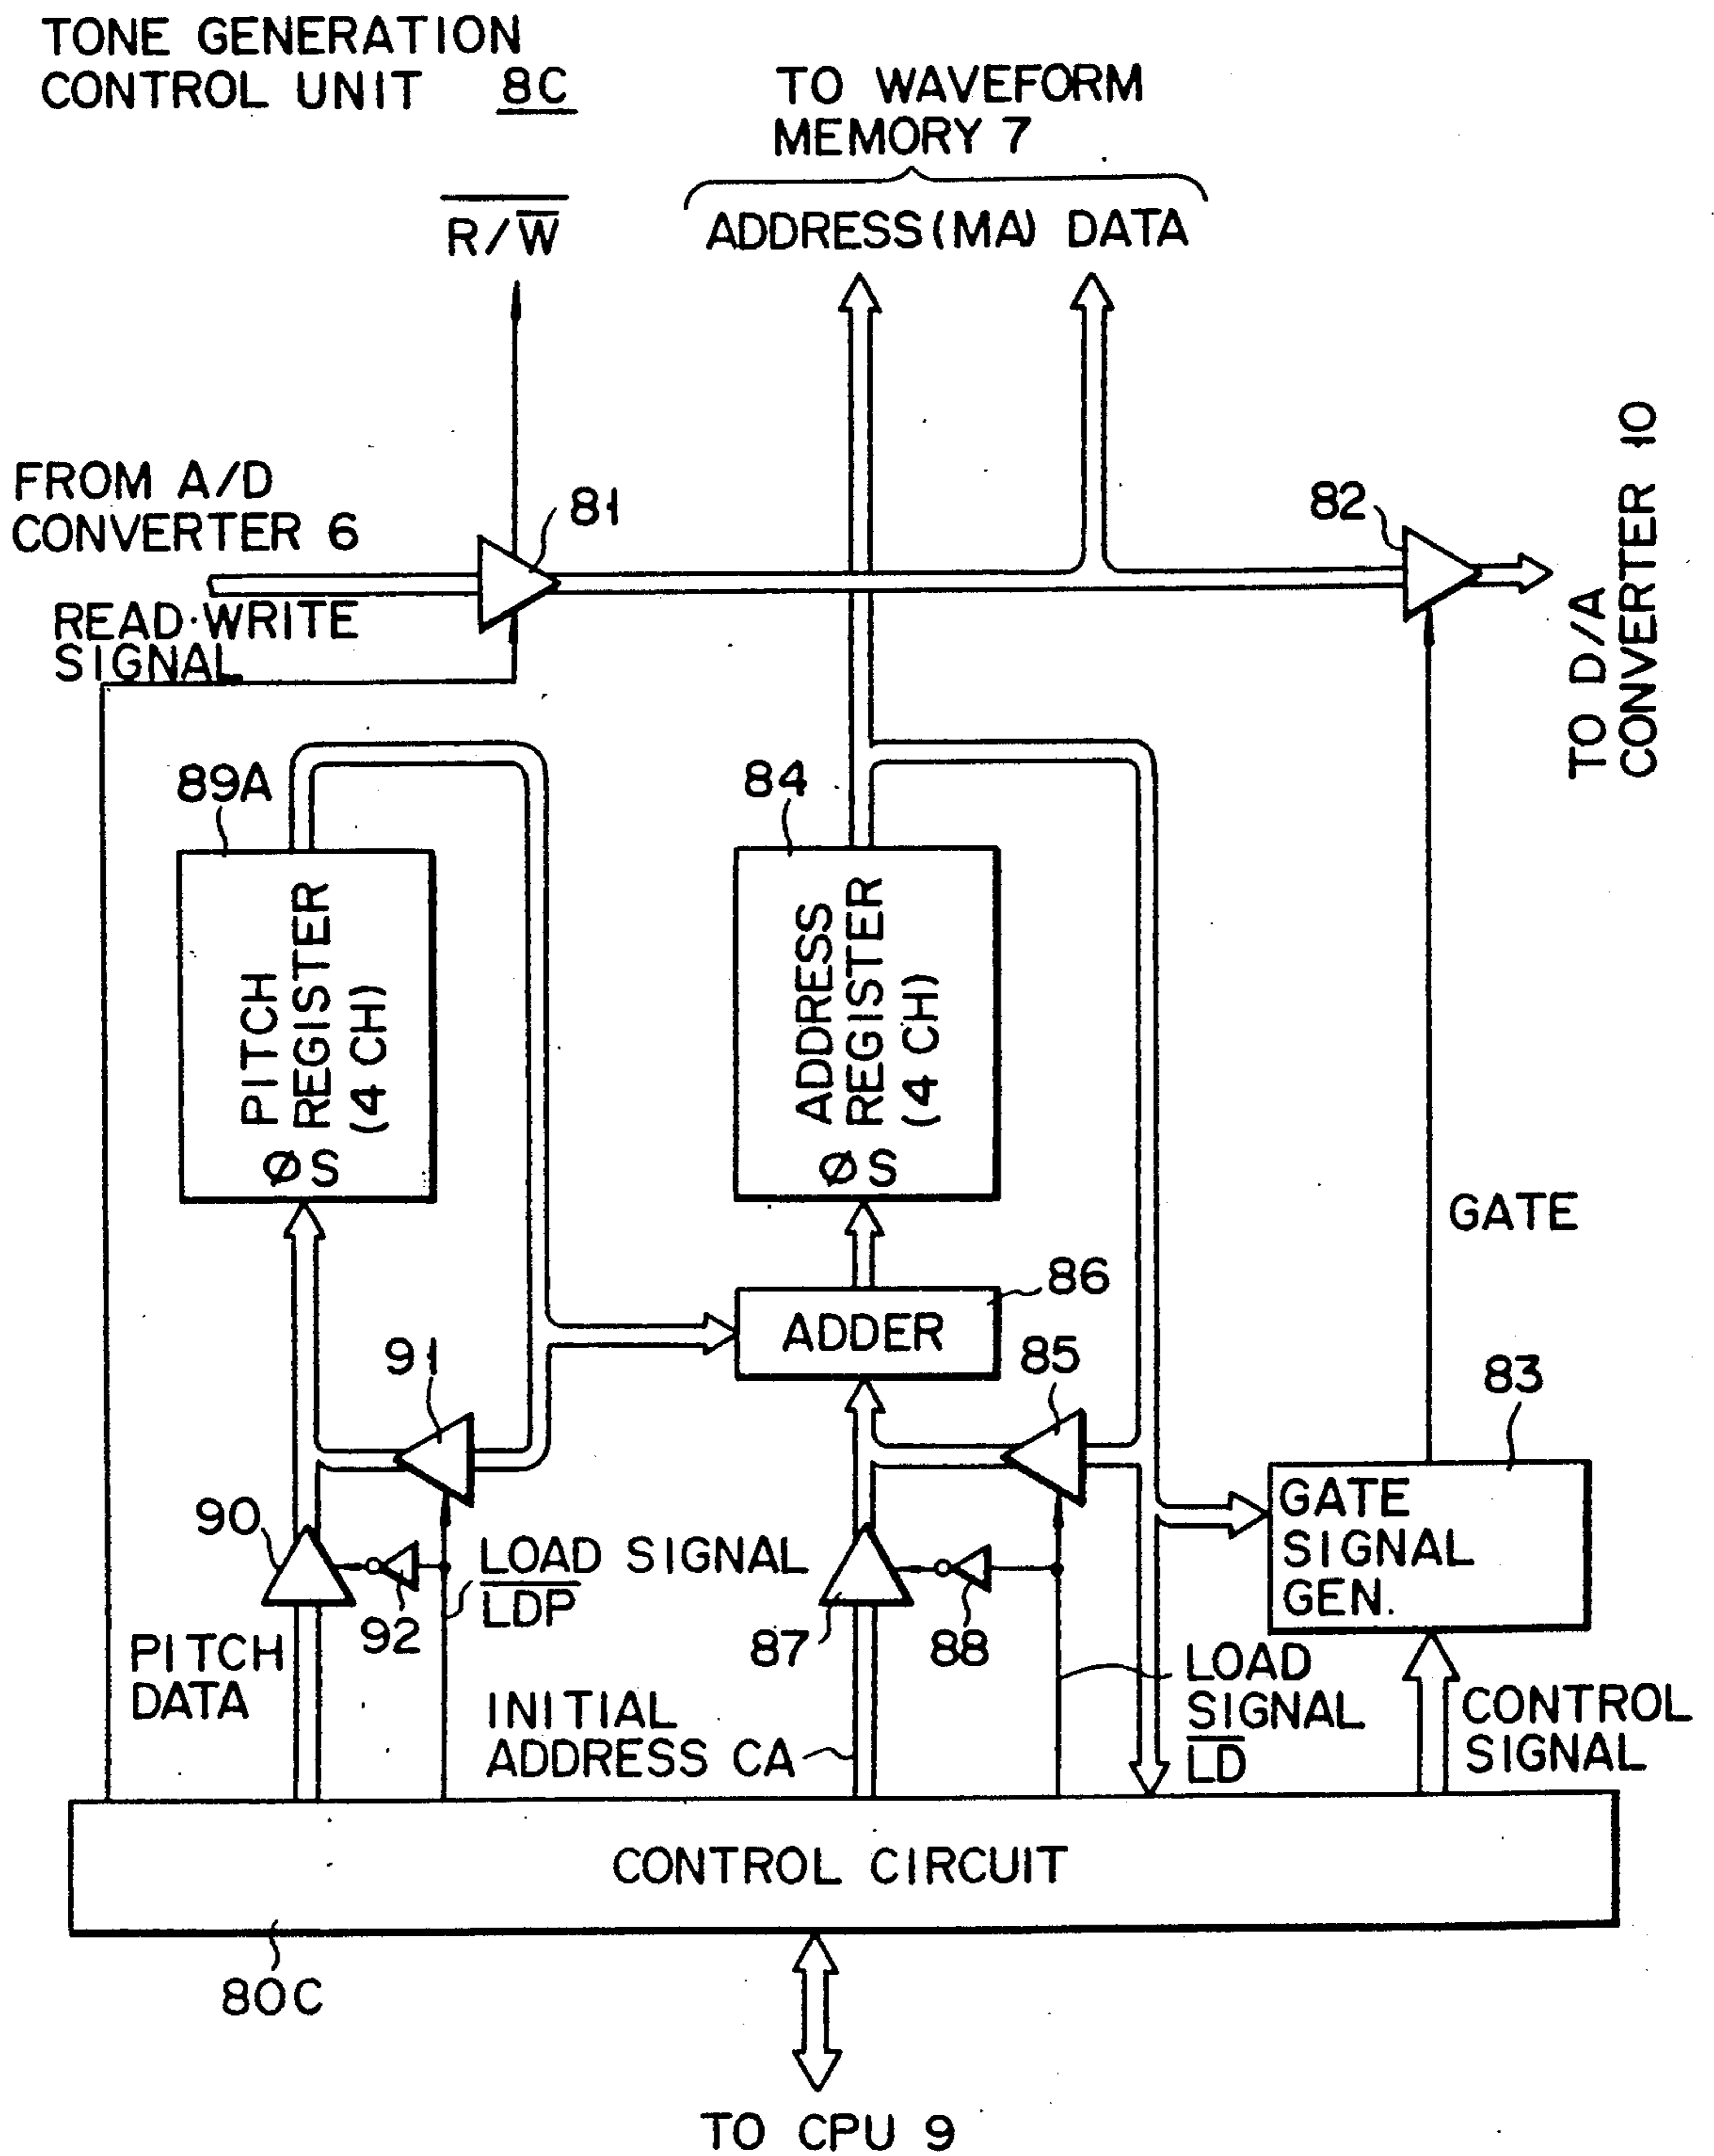 TONE GENERATION
CONTROL UNIT 8C
TO WAVEFORM
MEMORY 7
R/W̅
ADDRESS(MA) DATA
FROM A/D
CONVERTER 6
81
82
TO D/A
CONVERTER 10
READ·WRITE
SIGNAL
89A
84
PITCH
REGISTER
(4 CH)
ØS
ADDRESS
REGISTER
(4 CH)
ØS
GATE
86
ADDER
91
85
83
90
92
LOAD SIGNAL
L̅D̅P̅
87
88
GATE
SIGNAL
GEN.
PITCH
DATA
INITIAL
ADDRESS CA
LOAD
SIGNAL
L̅D̅
CONTROL
SIGNAL
CONTROL CIRCUIT
80C
TO CPU 9